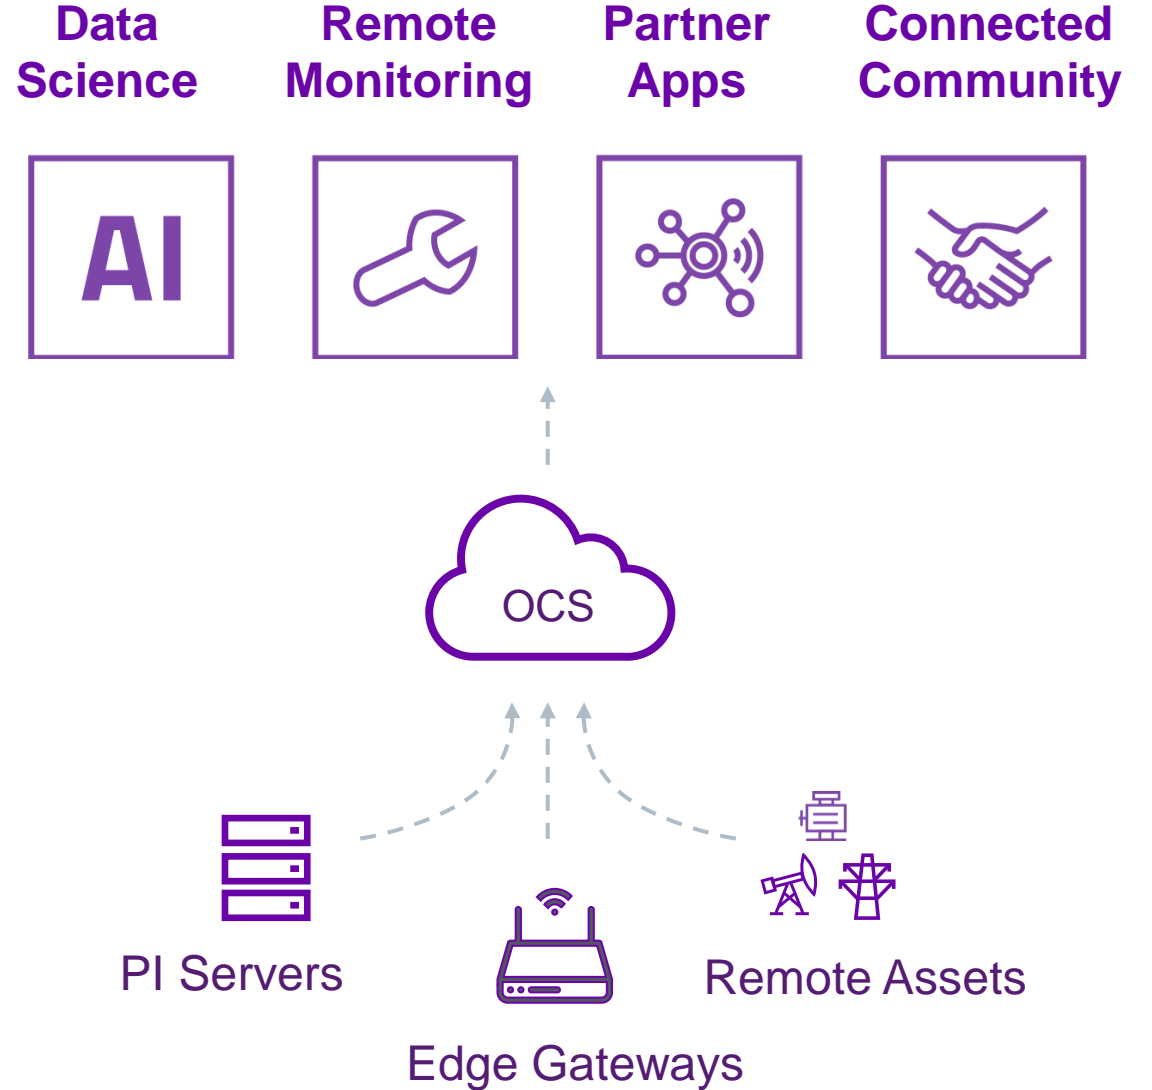 Data
Science
Remote
Monitoring
Partner
Apps
Connected
Community
AI
OCS
PI Servers
Remote Assets
Edge Gateways